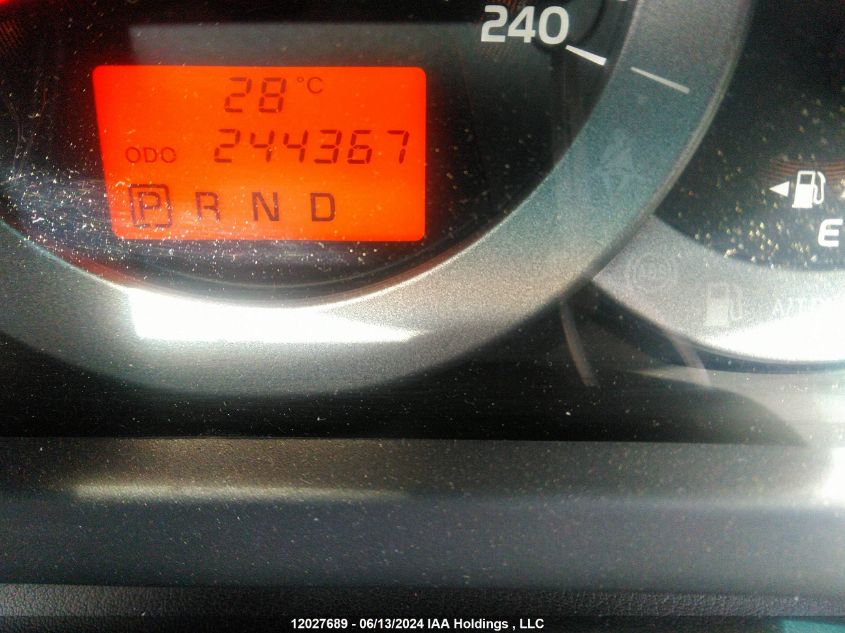 240
28 °C
ODO 244367
P R N D
E
12027689 - 06/13/2024 IAA Holdings , LLC